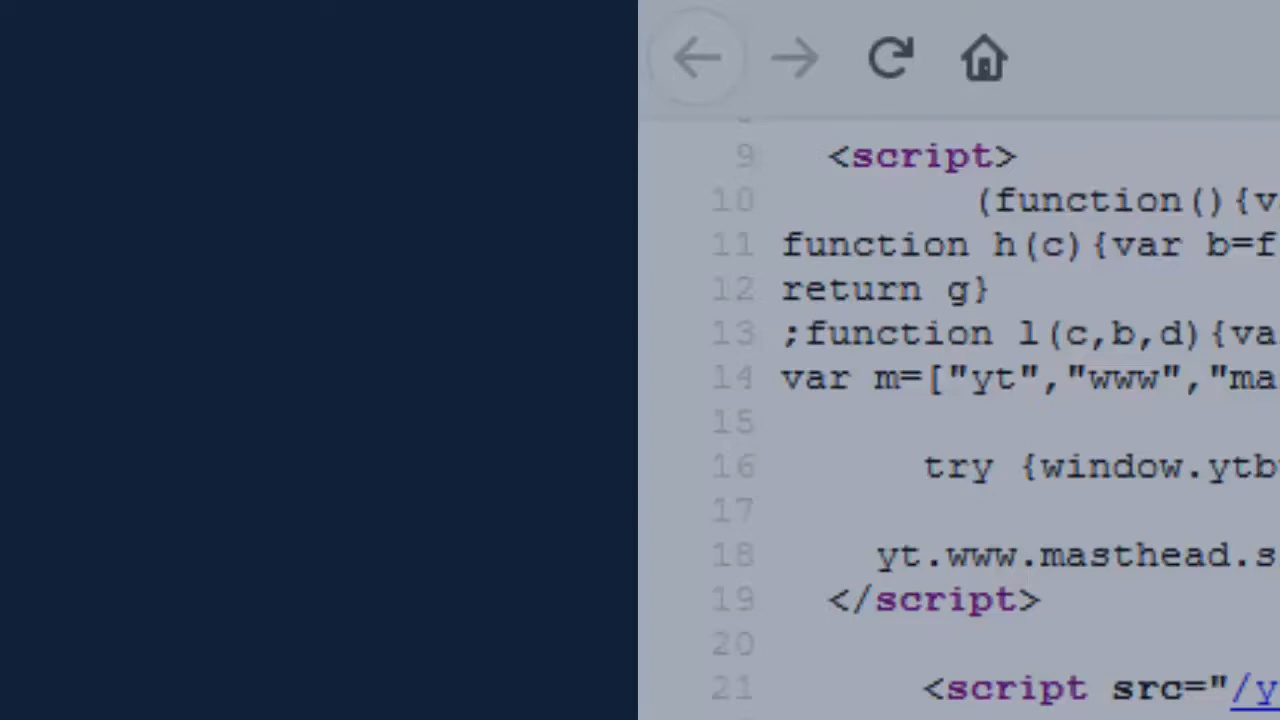 9 <script>
10 (function(){v
11 function h(c){var b=f
12 return g}
13 ;function l(c,b,d){va
14 var m=["yt","www","ma
15
16 try {window.ytb
17
18 yt.www.masthead.s
19 </script>
20
21 <script src="/y